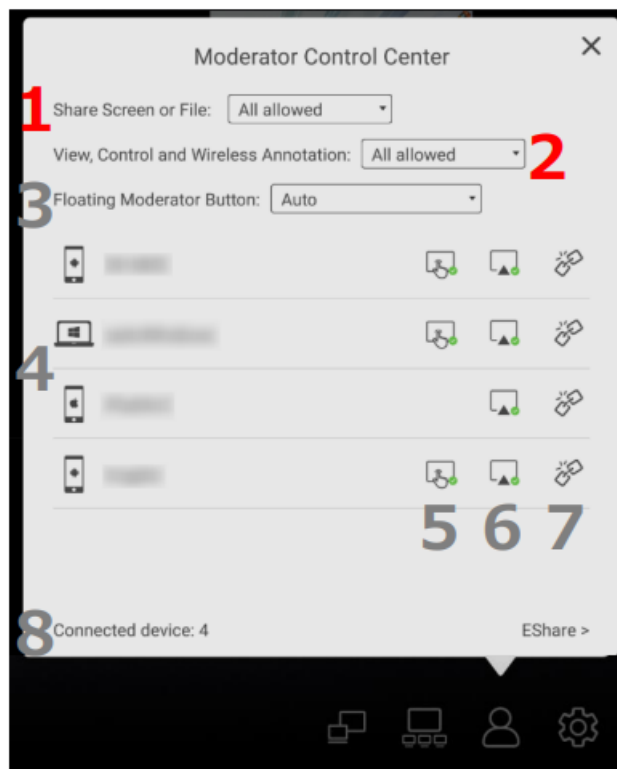 Moderator Control Center
1 Share Screen or File: All allowed
View, Control and Wireless Annotation: All allowed 2
3 Floating Moderator Button: Auto
4
5 6 7
8 Connected device: 4 EShare >